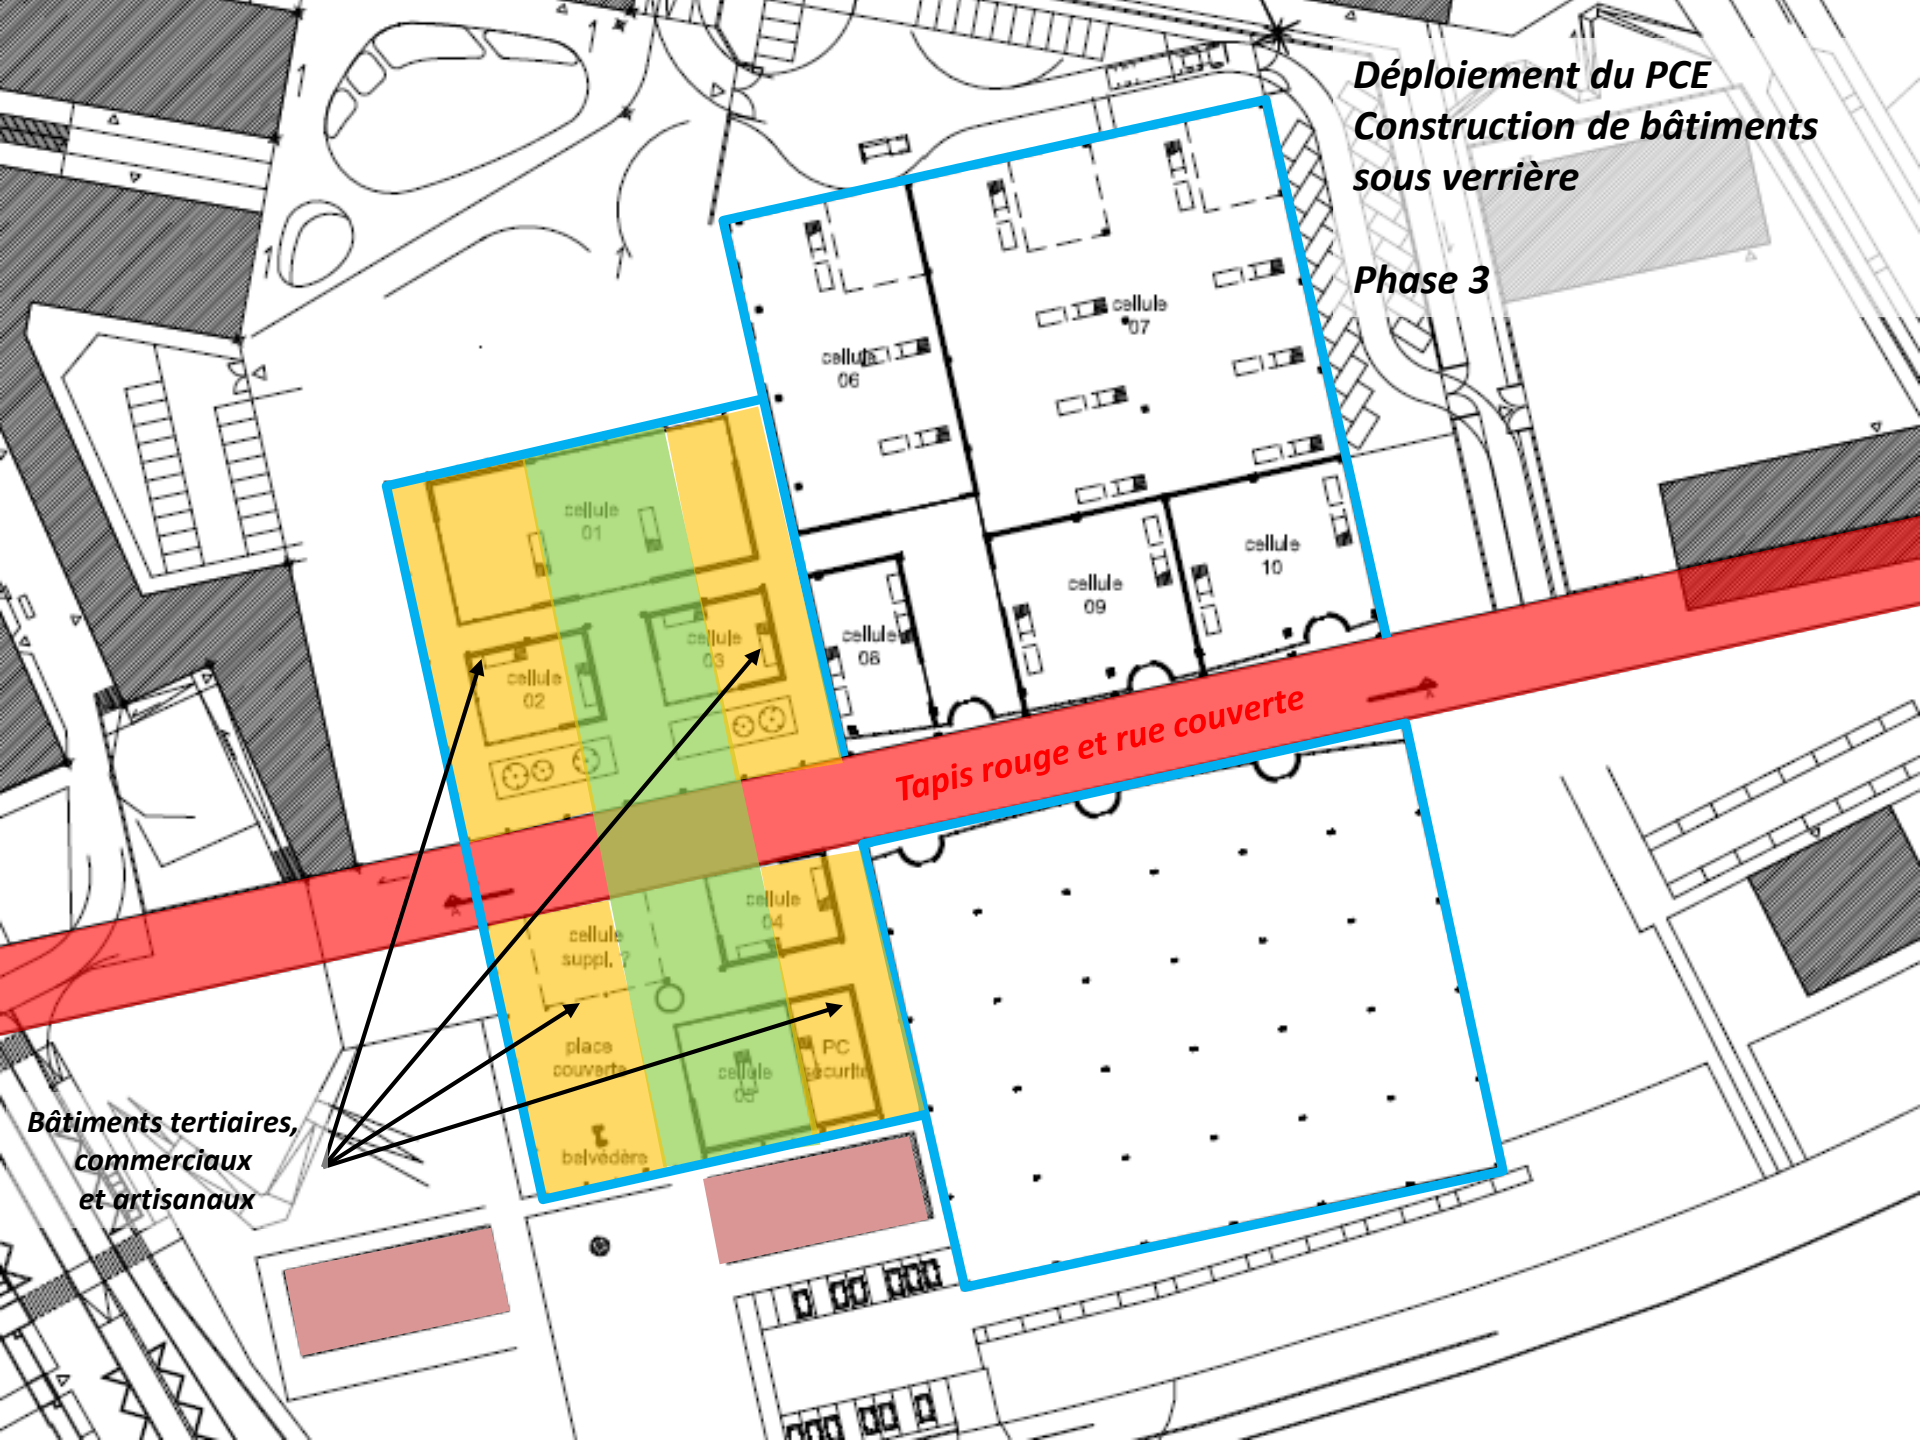 Déploiement du PCE
Construction de bâtiments
sous verrière
Phase 3
cellule
07
cellule
06
cellule
01
cellule
10
cellule
09
cellule
03
cellule
08
cellule
02
Tapis rouge et rue couverte
cellule
04
cellule
suppl. ?
place
couverte
PC
sécurité
cellule
05
belvédère
Bâtiments tertiaires,
commerciaux
et artisanaux